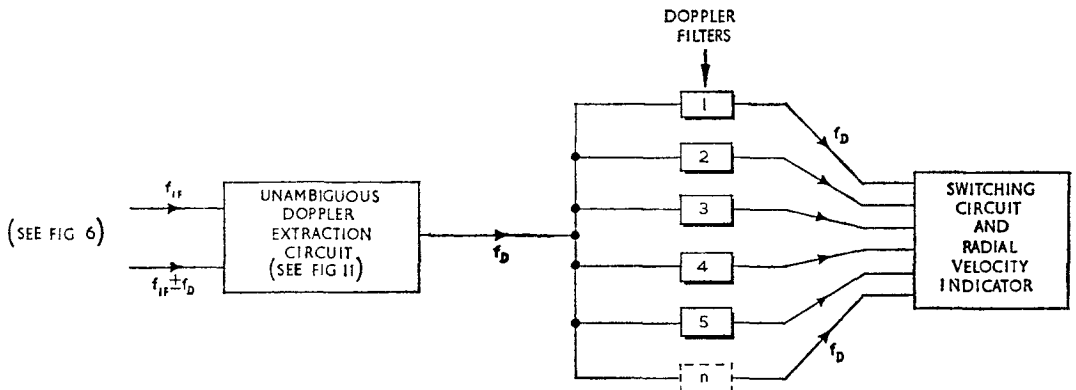 DOPPLER
FILTERS
1
f_D
2
f_IF
UNAMBIGUOUS
DOPPLER
EXTRACTION
CIRCUIT
(SEE FIG 11)
3
SWITCHING
CIRCUIT
AND
RADIAL
VELOCITY
INDICATOR
(SEE FIG 6)
f_D
f_IF±f_D
4
5
f_D
n